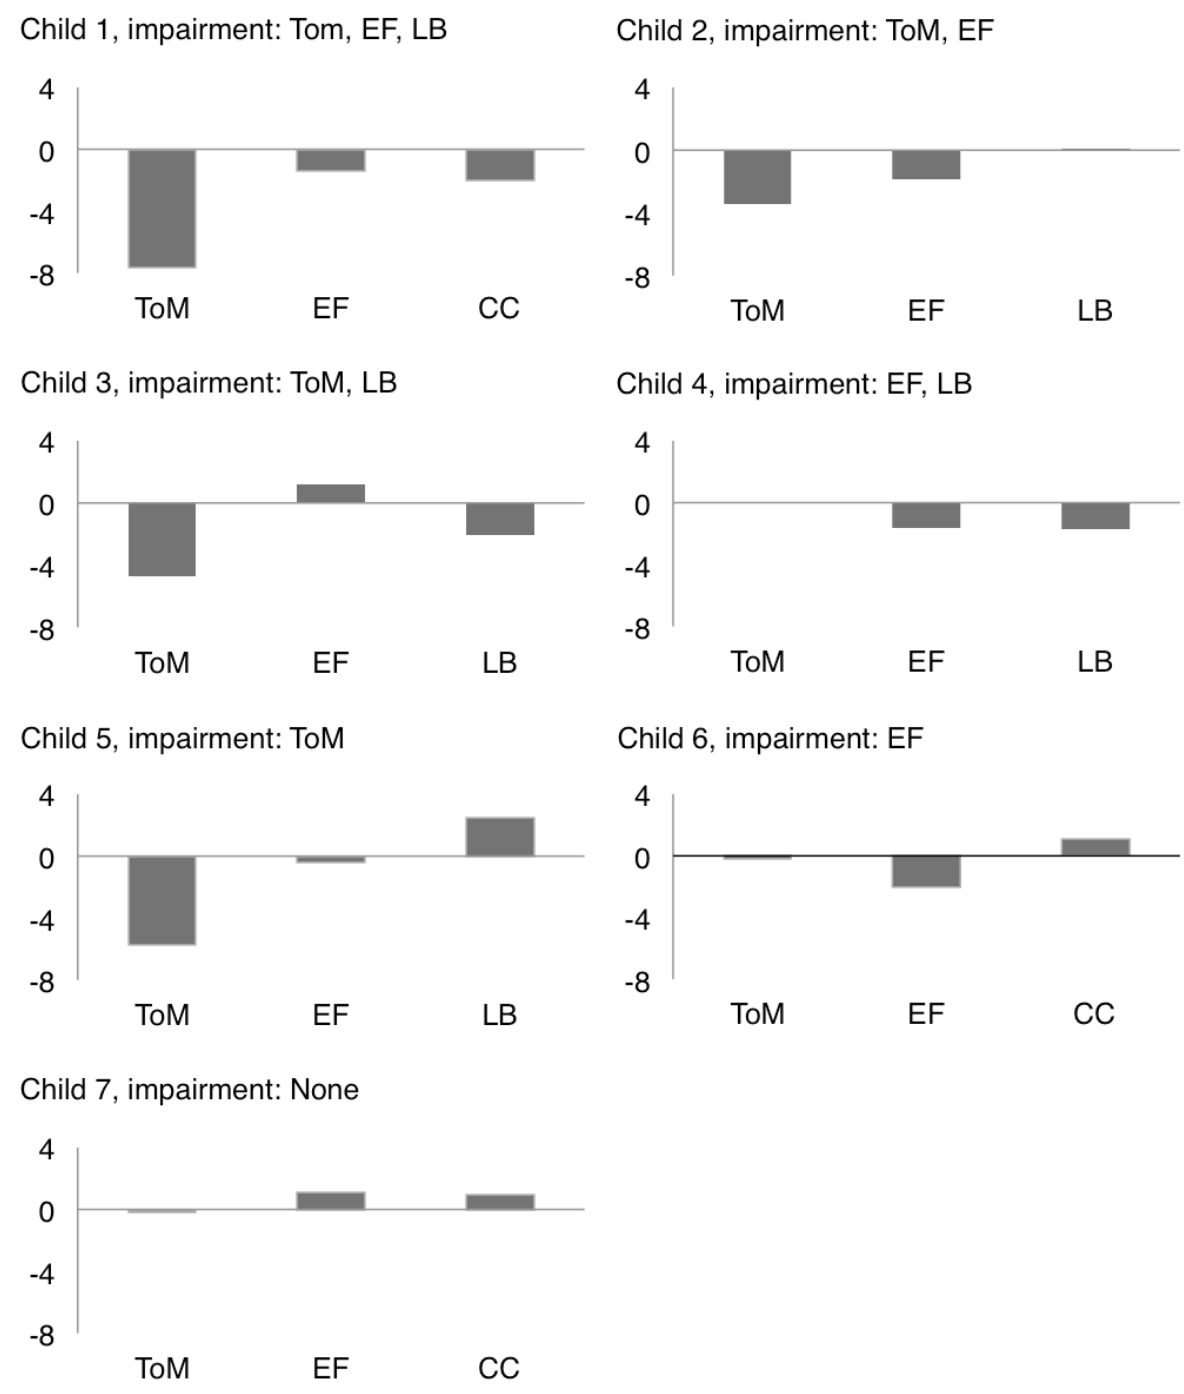 Child 1, impairment: Tom, EF, LB
4
0
-4
-8
ToM EF CC
Child 2, impairment: ToM, EF
4
0
-4
-8
ToM EF LB
Child 3, impairment: ToM, LB
4
0
-4
-8
ToM EF LB
Child 4, impairment: EF, LB
4
0
-4
-8
ToM EF LB
Child 5, impairment: ToM
4
0
-4
-8
ToM EF LB
Child 6, impairment: EF
4
0
-4
-8
ToM EF CC
Child 7, impairment: None
4
0
-4
-8
ToM EF CC